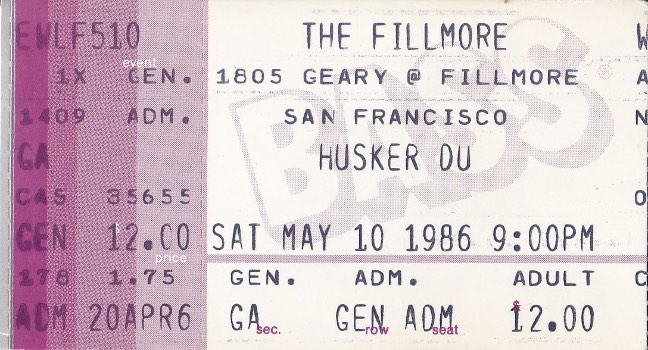 EWLF510
event
1X GEN.
1409 ADM.
GA
CAS 35655
GEN 12.00
price
178 1.75
ADM 20APR6
THE FILLMORE
1805 GEARY @ FILLMORE
SAN FRANCISCO
HUSKER DU
BASS®
SAT MAY 10 1986 9:00PM
GEN. ADM. ADULT
GA GEN ADM $12.00
sec. row seat